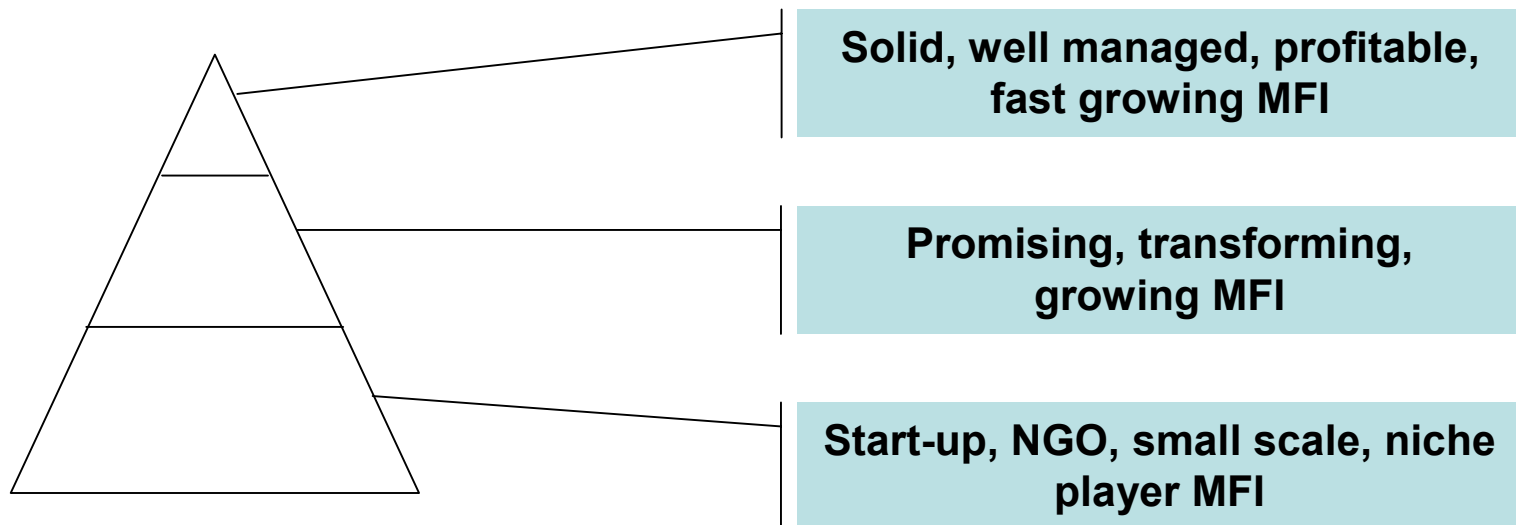 Solid, well managed, profitable,
fast growing MFI
Promising, transforming,
growing MFI
Start-up, NGO, small scale, niche
player MFI